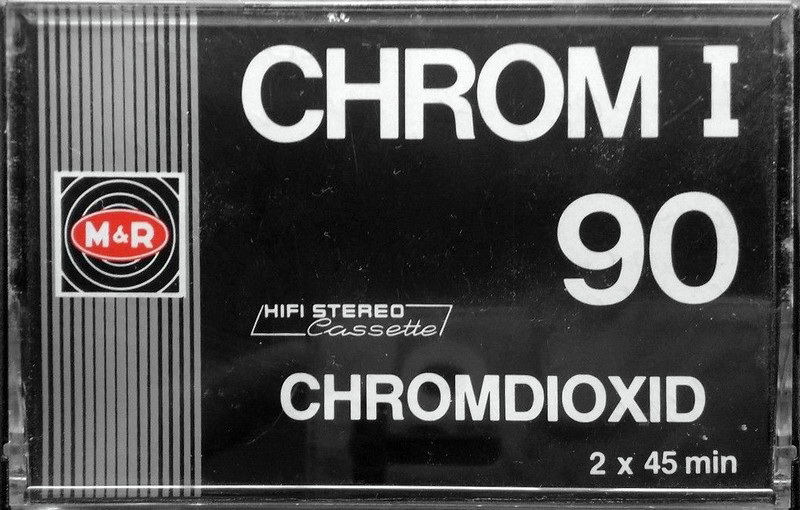 CHROM I
90
M&R
HIFI STEREO
Cassette
CHROMDIOXID
2 x 45 min